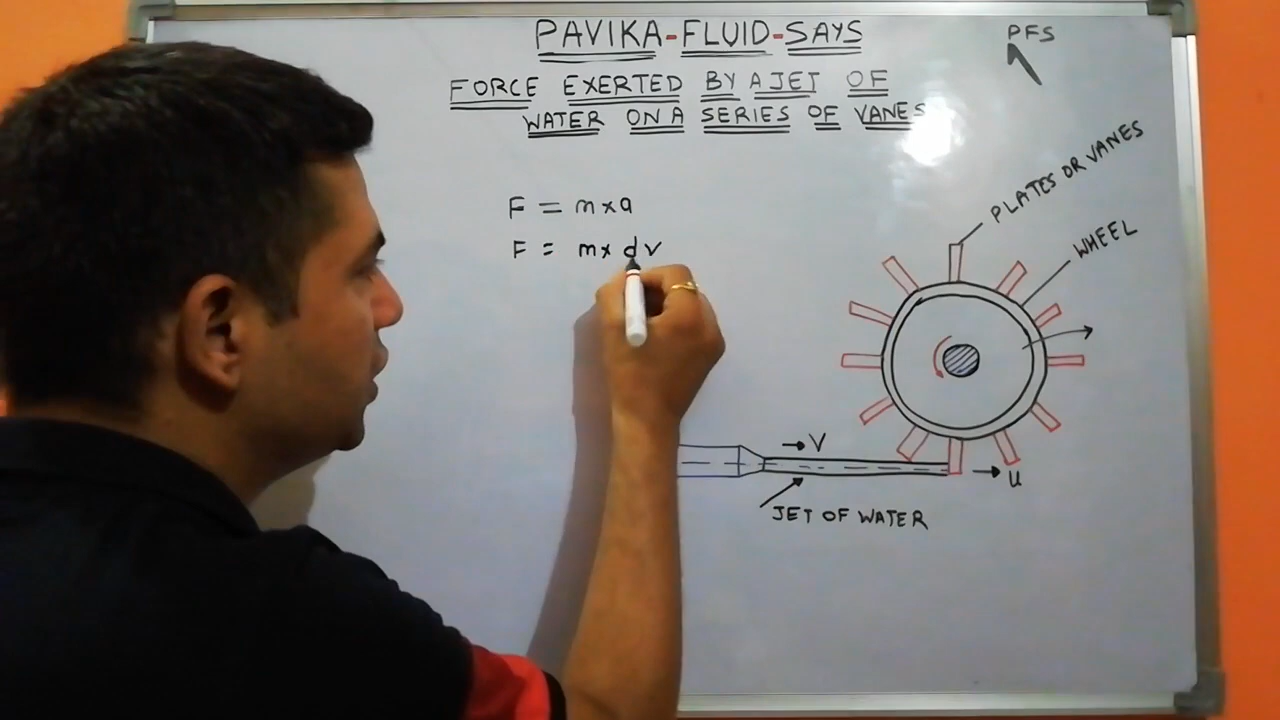 PAVIKA-FLUID-SAYS
PFS
FORCE EXERTED BY A JET OF
WATER ON A SERIES OF VANES
PLATES OR VANES
F = m×a
WHEEL
F = m× dv
V
u
JET OF WATER